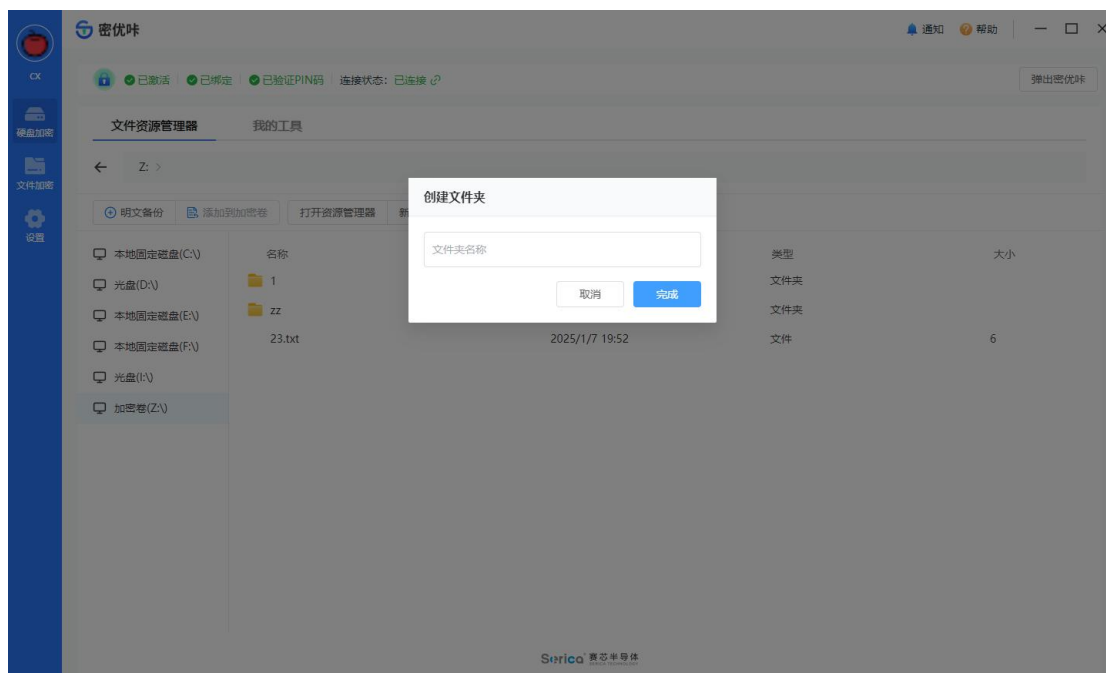 密优咔
通知 帮助
CX
已激活 已绑定 已验证PIN码 连接状态: 已连接 弹出密优咔
硬盘加密
文件加密
设置
文件资源管理器 我的工具
Z: >
创建文件夹
明文备份 添加到加密卷 打开资源管理器 新
文件夹名称
取消 完成
本地固定磁盘(C:\)
光盘(D:\)
本地固定磁盘(E:\)
本地固定磁盘(F:\)
光盘(I:\)
加密卷(Z:\)
名称 类型 大小
1 文件夹
zz 文件夹
23.txt 2025/1/7 19:52 文件 6
Serica 赛芯半导体